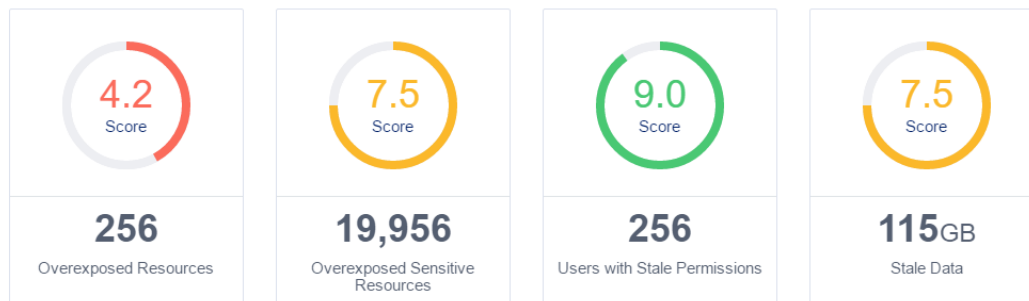 4.2
Score
256
Overexposed Resources
7.5
Score
19,956
Overexposed Sensitive
Resources
9.0
Score
256
Users with Stale Permissions
7.5
Score
115GB
Stale Data